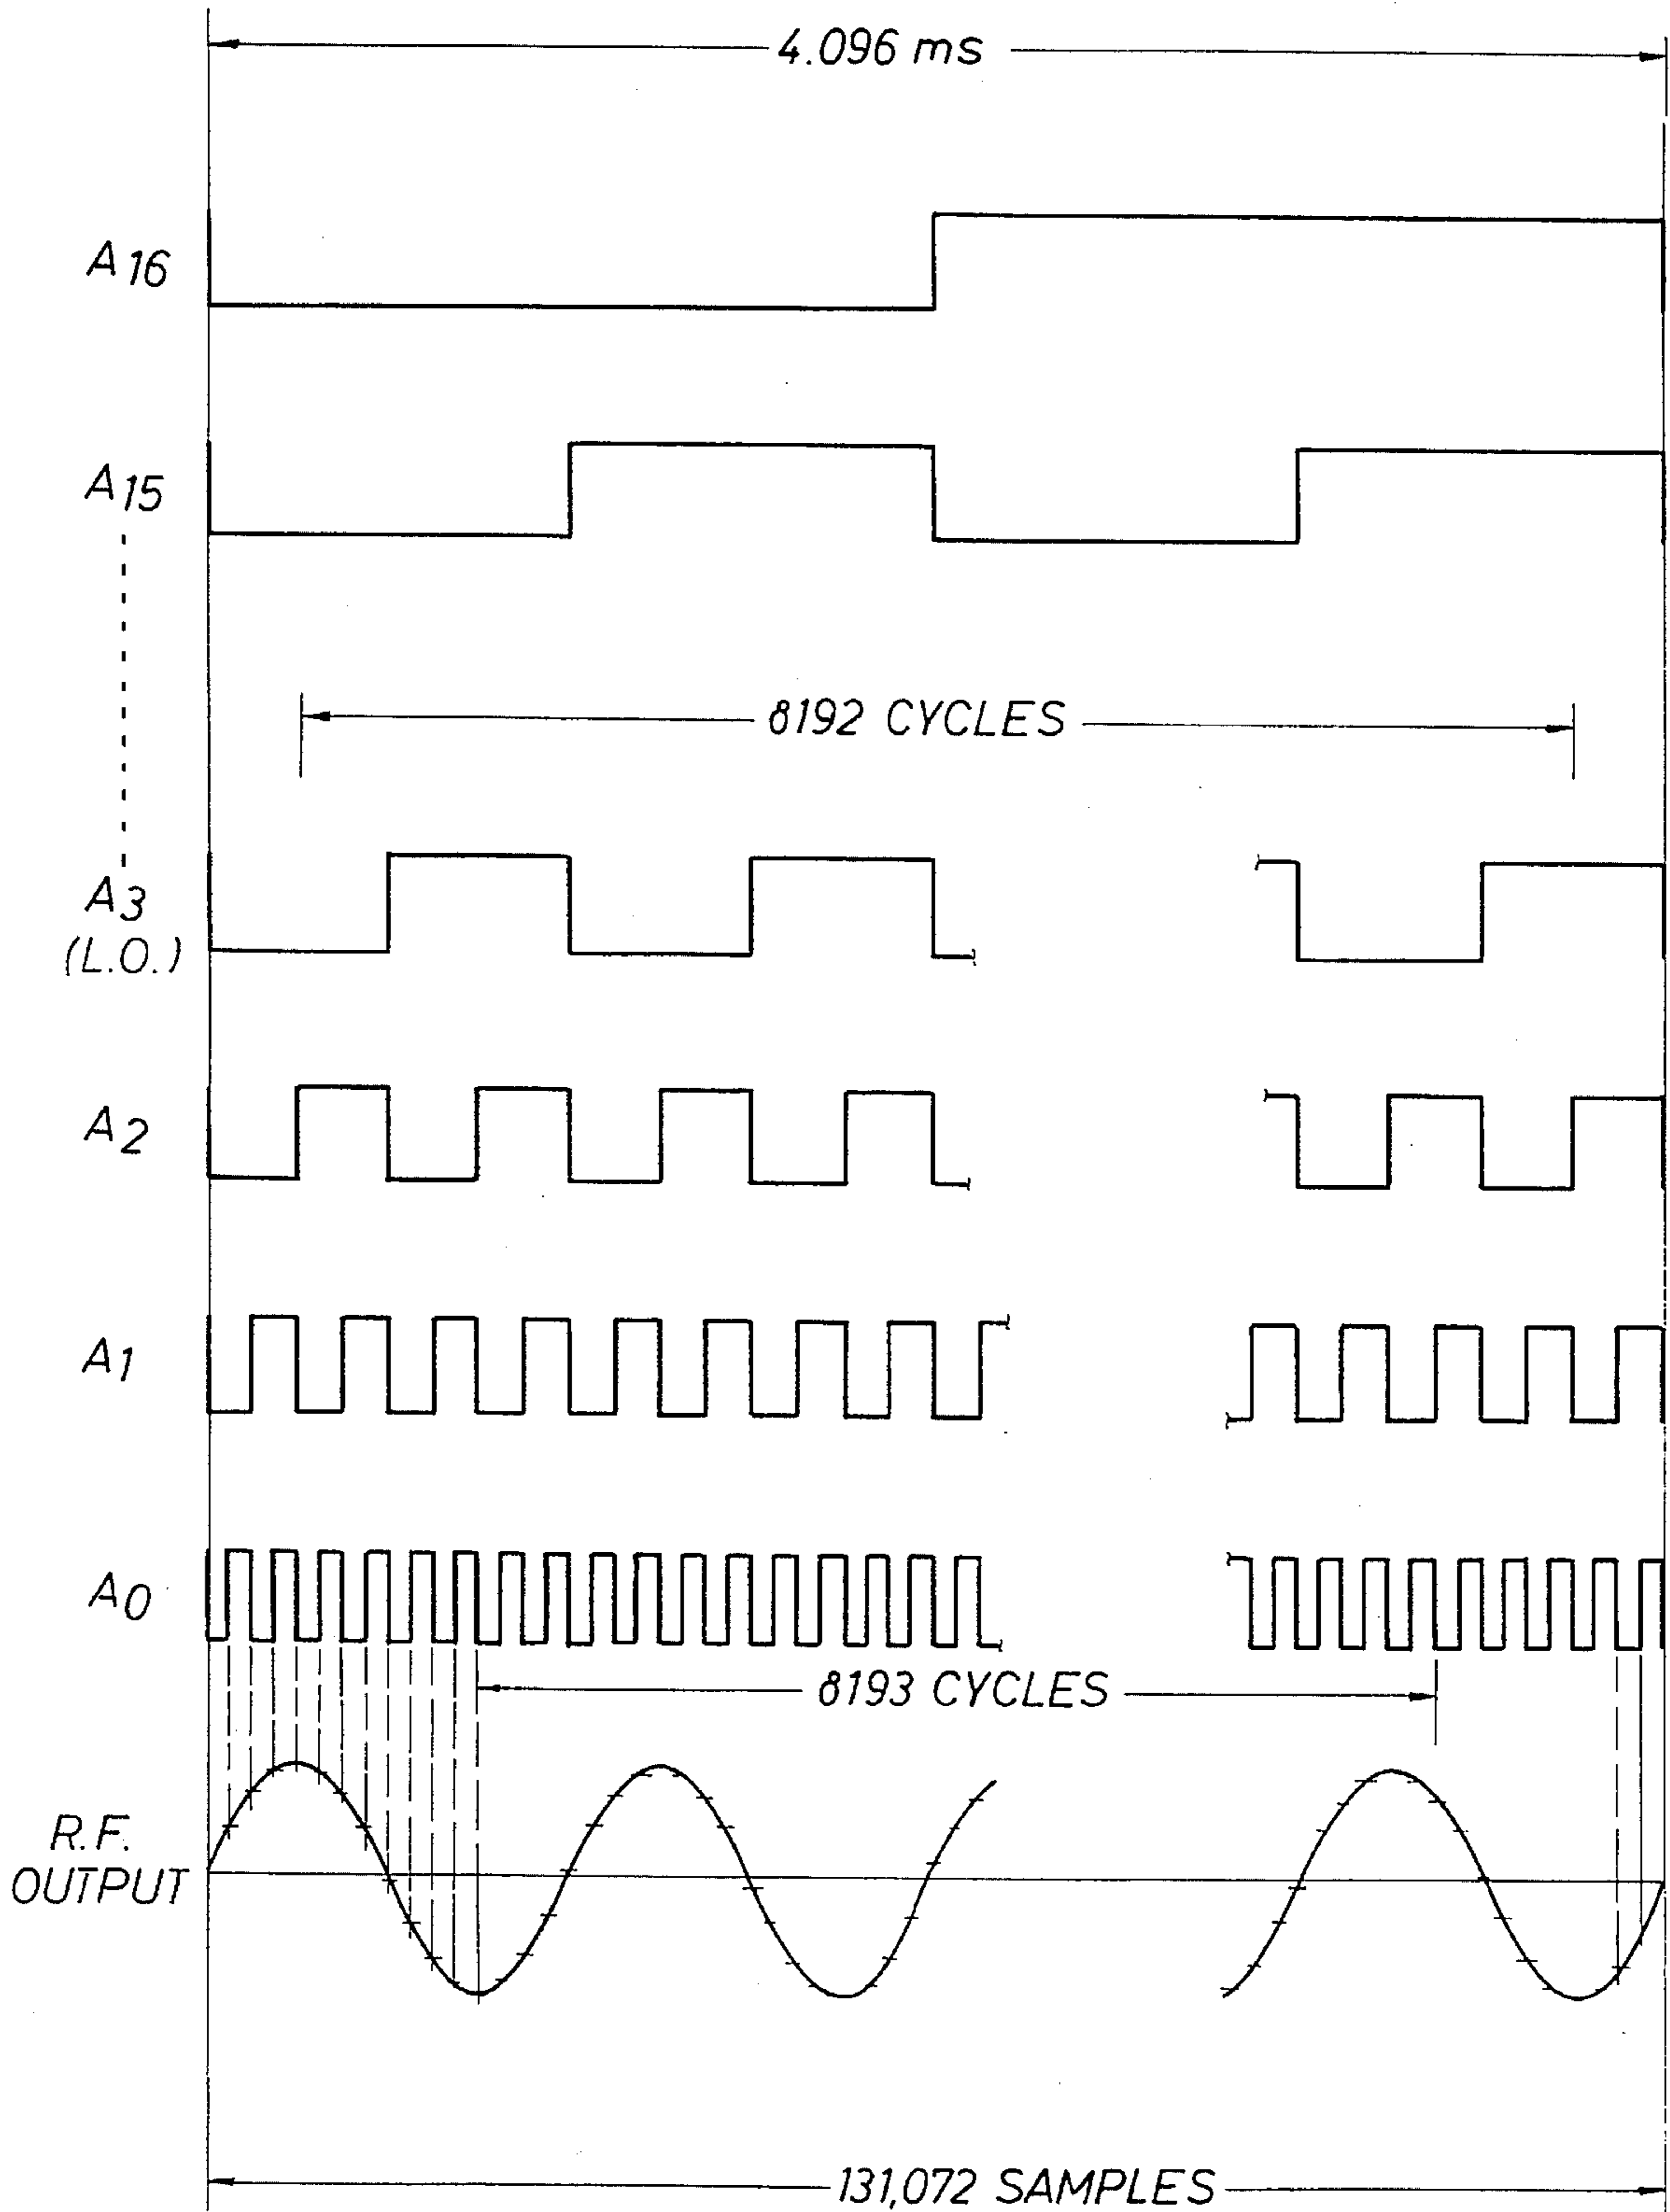 4.096 ms
A16
A15
8192 CYCLES
A3
(L.O.)
A2
A1
A0
8193 CYCLES
R.F.
OUTPUT
131,072 SAMPLES